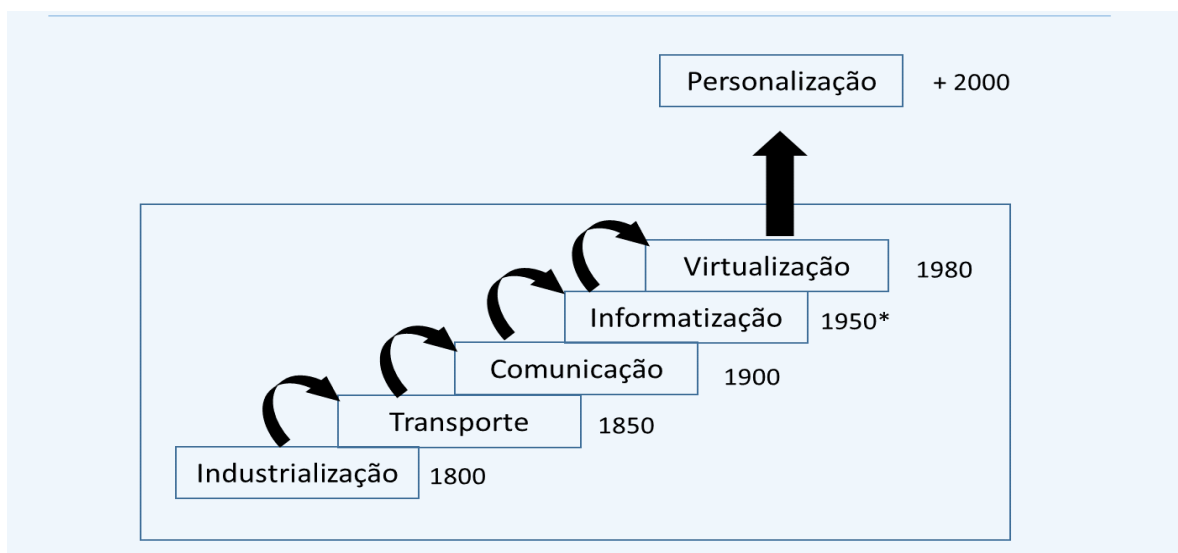 Personalização + 2000
Virtualização 1980
Informatização 1950*
Comunicação 1900
Transporte 1850
Industrialização 1800